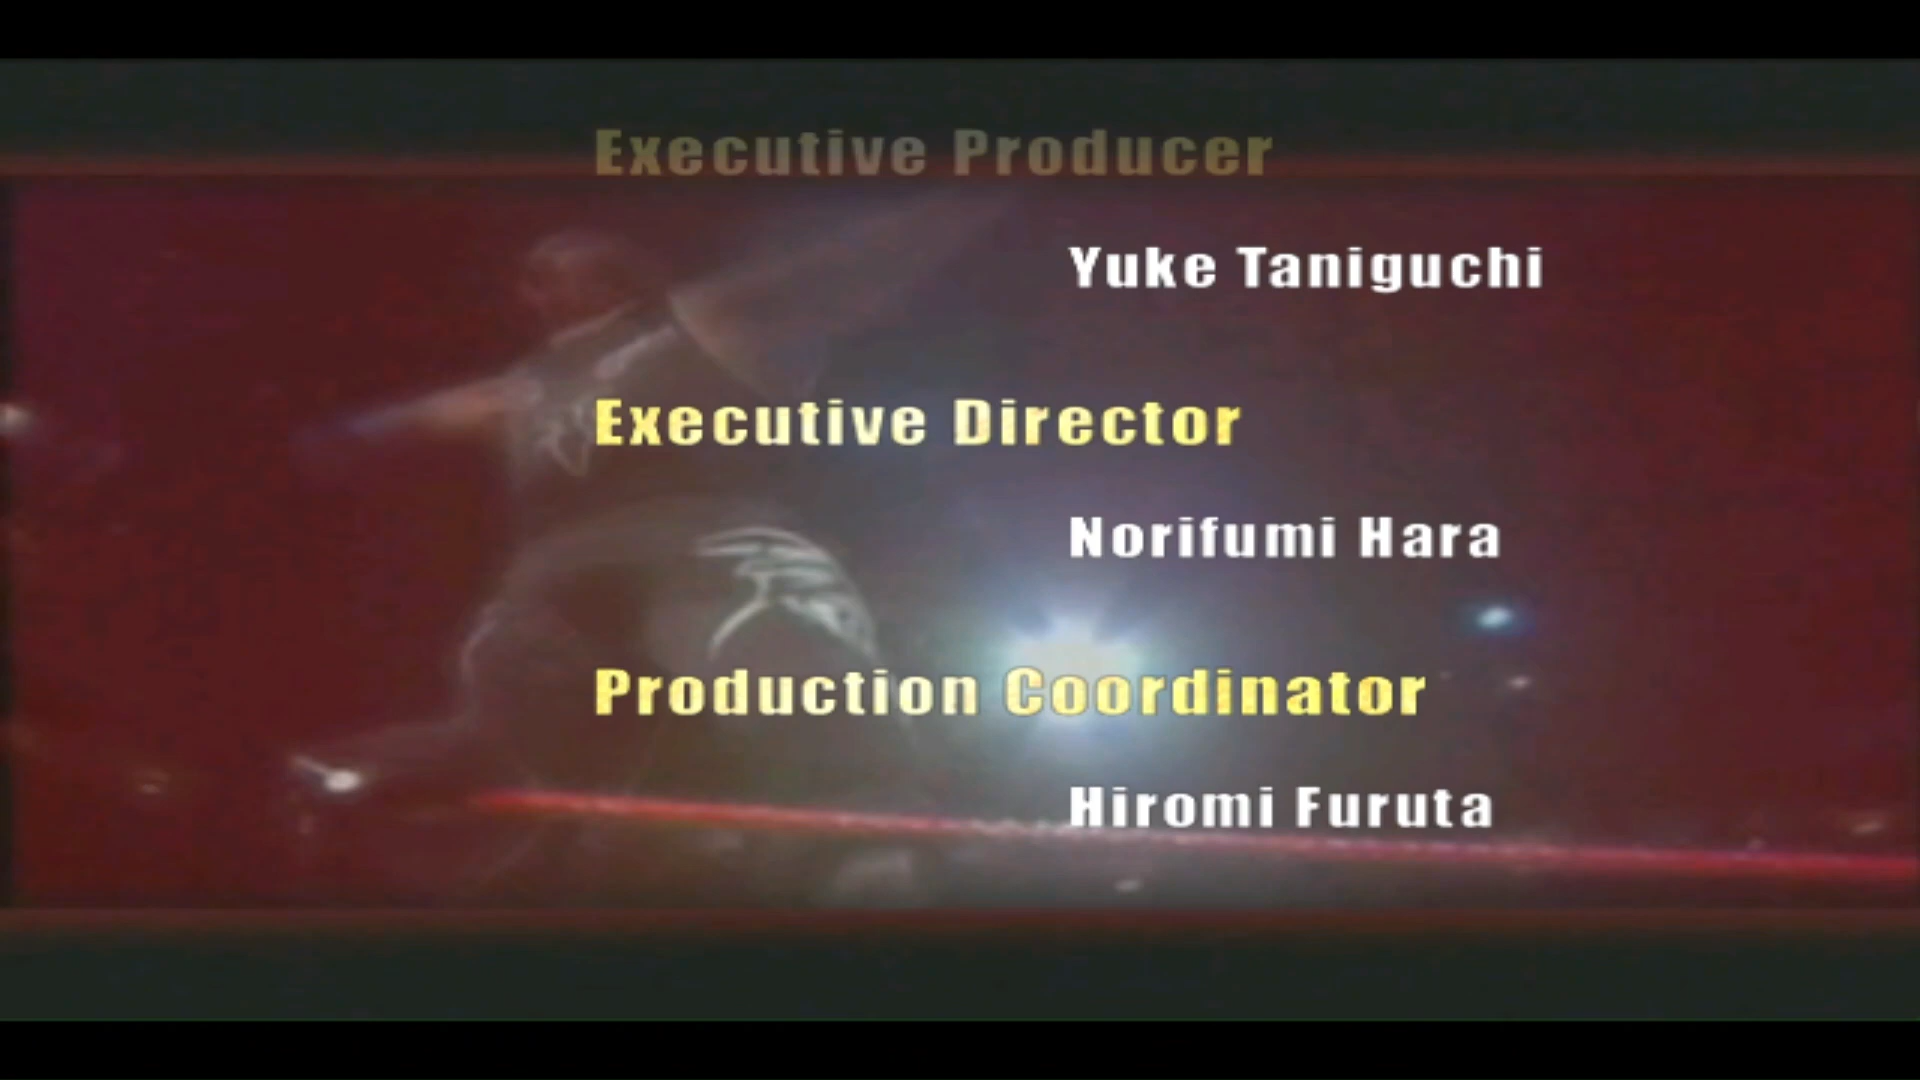 Executive Producer
Yuke Taniguchi
Executive Director
Norifumi Hara
Production Coordinator
Hiromi Furuta